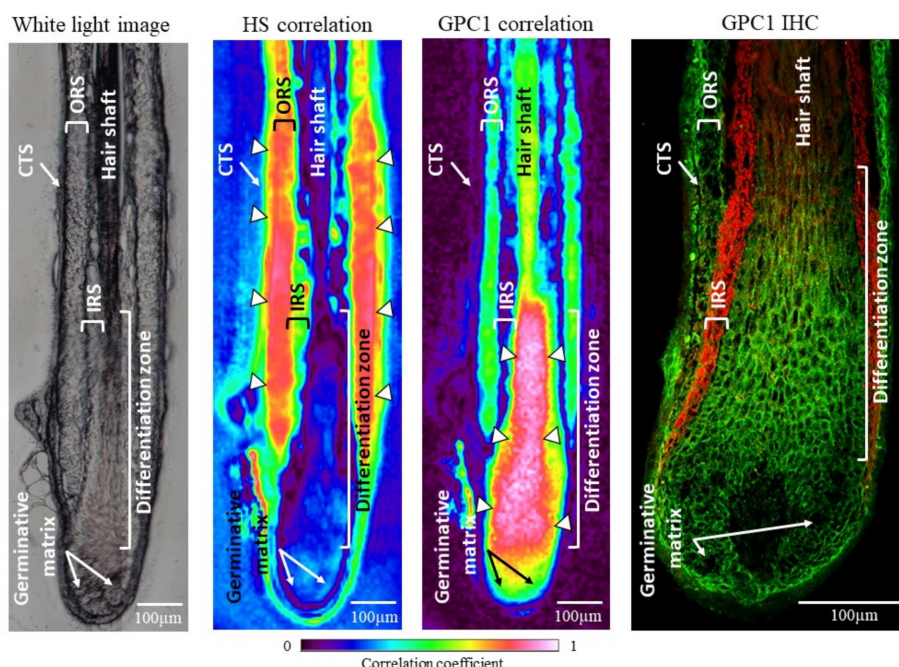 White light image
HS correlation
GPC1 correlation
GPC1 IHC
ORS
Hair shaft
CTS
IRS
Differentiation zone
Germinative
matrix
100µm
ORS
Hair shaft
CTS
IRS
Differentiation zone
Germinative
matrix
100µm
ORS
Hair shaft
CTS
IRS
Differentiation zone
Germinative
matrix
100µm
ORS
Hair shaft
CTS
IRS
Differentiation zone
Germinative
matrix
100µm
0
1
Correlation coefficient